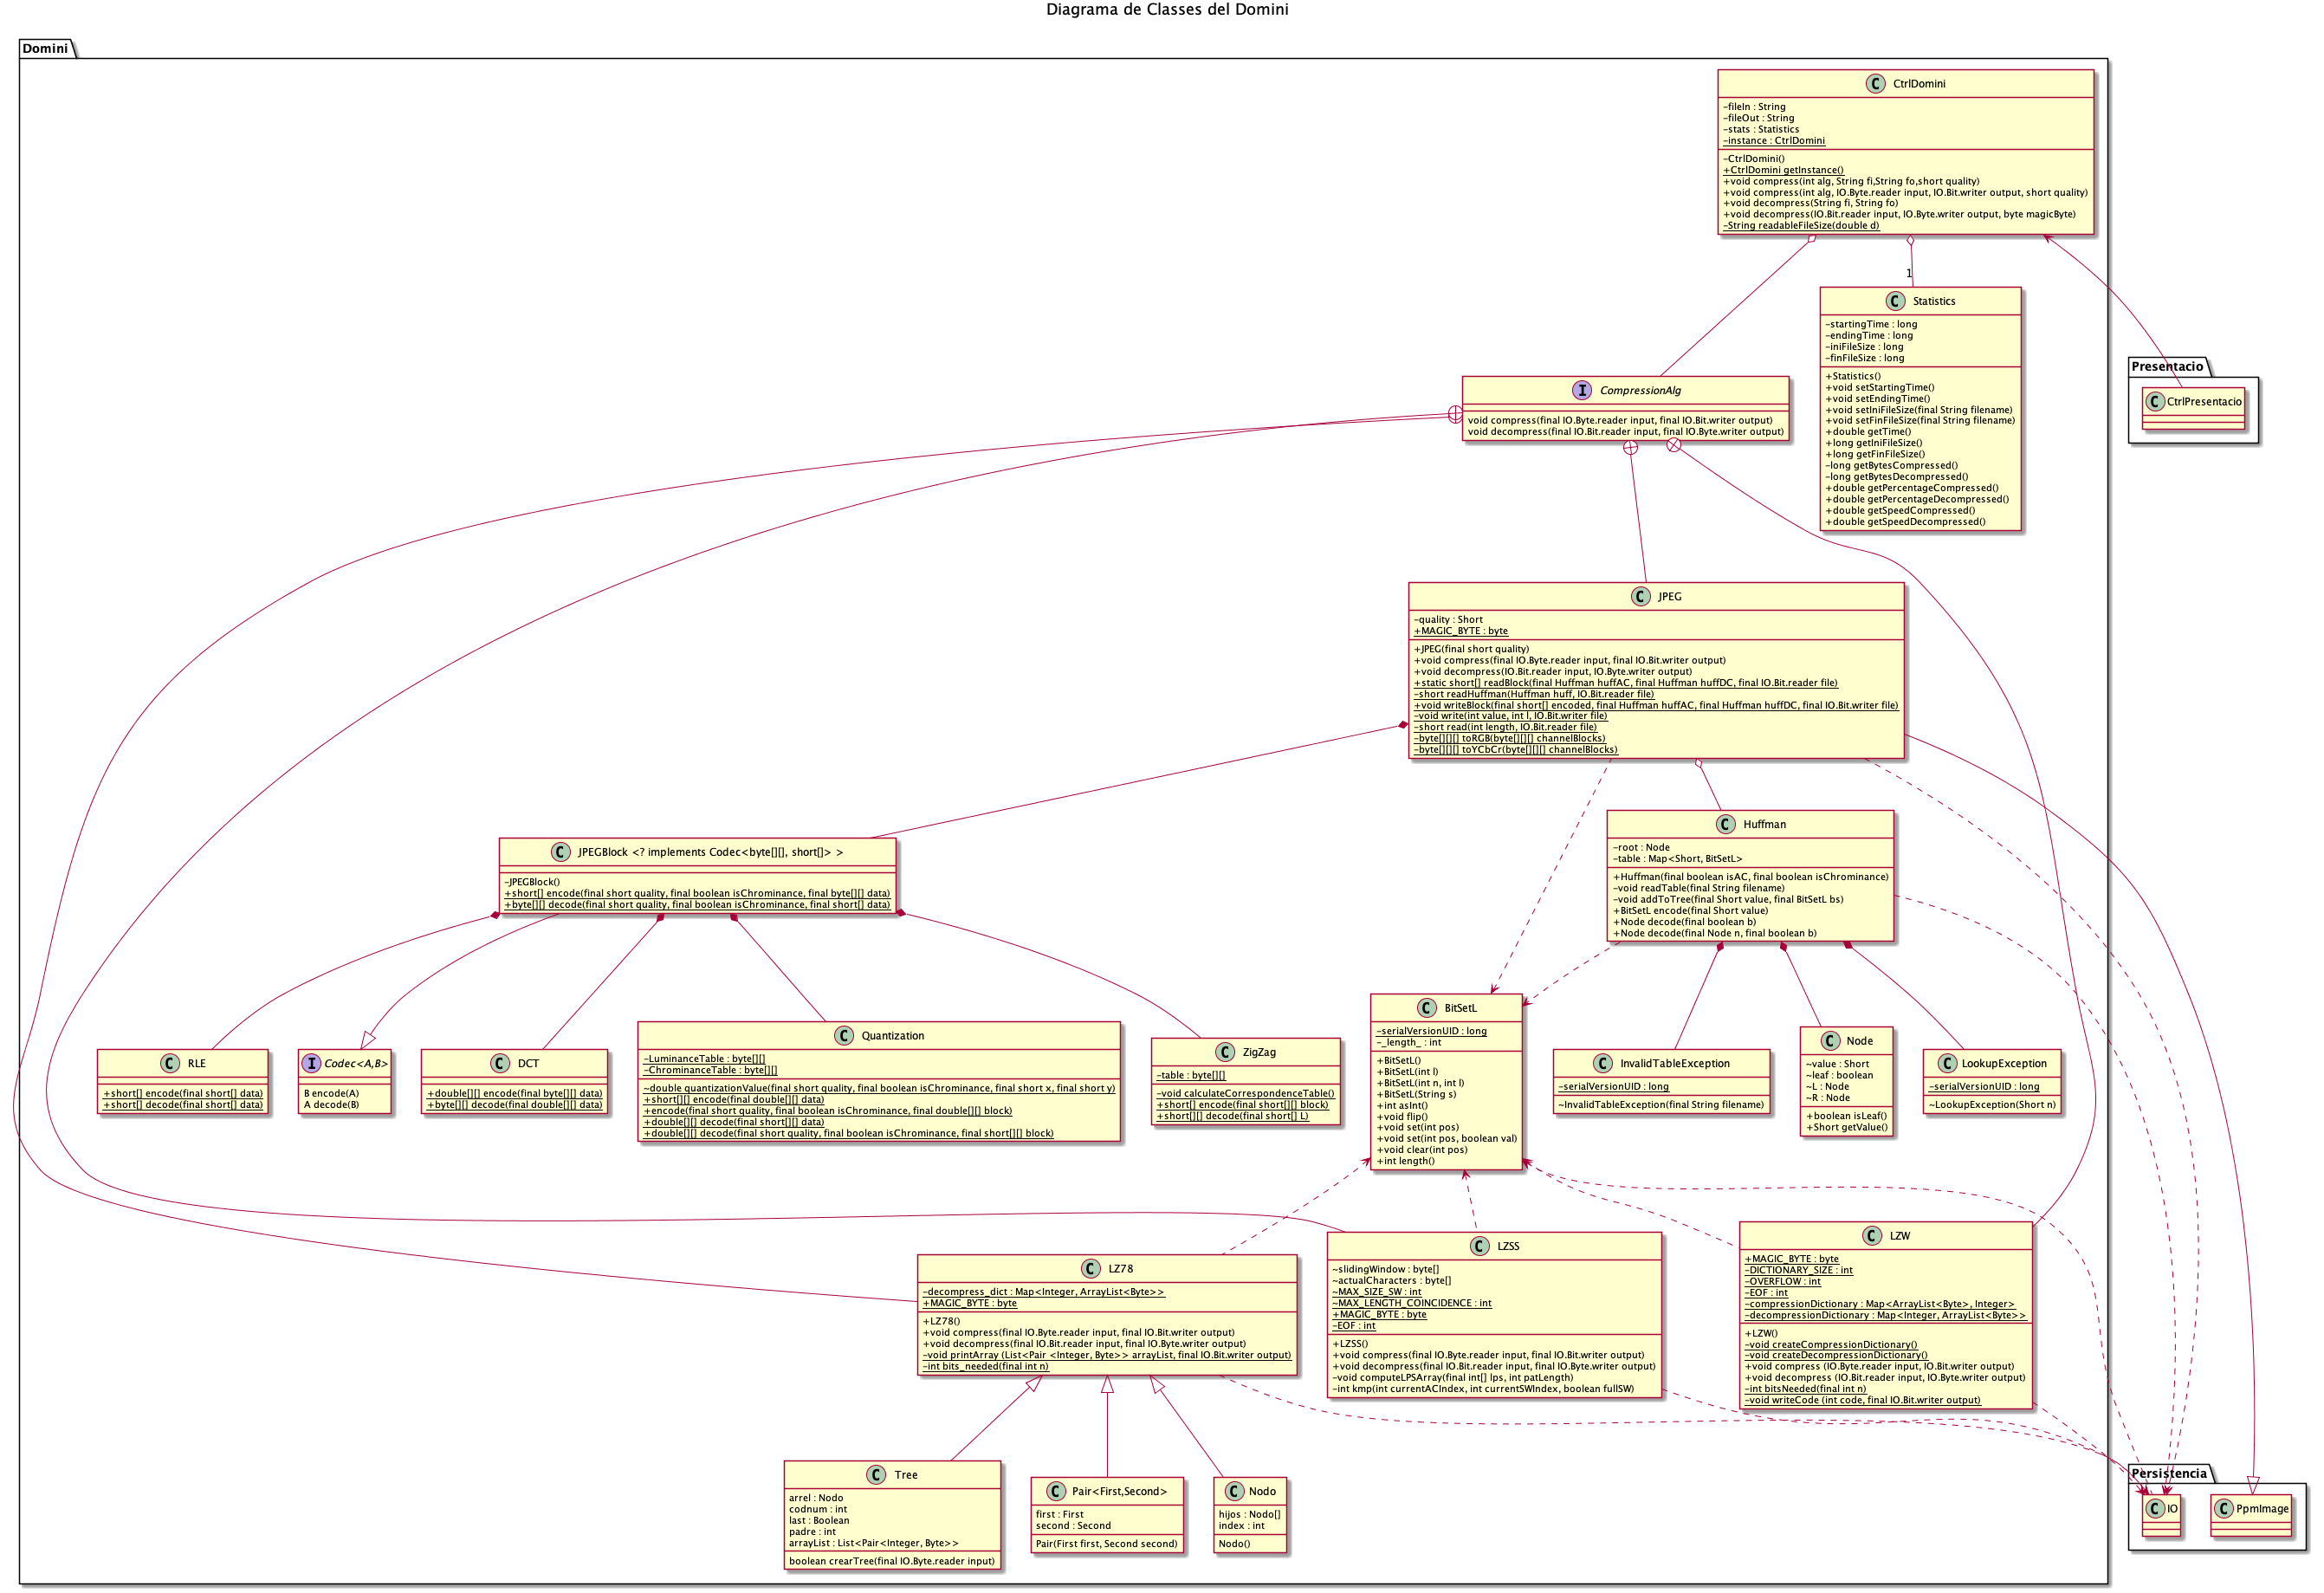 Diagrama de Classes del Domini
Domini
CtrlDomini
-fileIn : String
-fileOut : String
-stats : Statistics
-instance : CtrlDomini
-CtrlDomini()
+CtrlDomini getInstance()
+void compress(int alg, String fi,String fo,short quality)
+void compress(int alg, IO.Byte.reader input, IO.Bit.writer output, short quality)
+void decompress(String fi, String fo)
+void decompress(IO.Bit.reader input, IO.Byte.writer output, byte magicByte)
-String readableFileSize(double d)
1
Statistics
-startingTime : long
-endingTime : long
-iniFileSize : long
-finFileSize : long
+Statistics()
+void setStartingTime()
+void setEndingTime()
+void setIniFileSize(final String filename)
+void setFinFileSize(final String filename)
+double getTime()
+long getIniFileSize()
+long getFinFileSize()
-long getBytesCompressed()
-long getBytesDecompressed()
+double getPercentageCompressed()
+double getPercentageDecompressed()
+double getSpeedCompressed()
+double getSpeedDecompressed()
Presentacio
CtrlPresentacio
CompressionAlg
void compress(final IO.Byte.reader input, final IO.Bit.writer output)
void decompress(final IO.Bit.reader input, final IO.Byte.writer output)
JPEG
-quality : Short
+MAGIC_BYTE : byte
+JPEG(final short quality)
+void compress(final IO.Byte.reader input, final IO.Bit.writer output)
+void decompress(IO.Bit.reader input, IO.Byte.writer output)
+static short[] readBlock(final Huffman huffAC, final Huffman huffDC, final IO.Bit.reader file)
-short readHuffman(Huffman huff, IO.Bit.reader file)
+void writeBlock(final short[] encoded, final Huffman huffAC, final Huffman huffDC, final IO.Bit.writer file)
-void write(int value, int l, IO.Bit.writer file)
-short read(int length, IO.Bit.reader file)
-byte[][][] toRGB(byte[][][] channelBlocks)
-byte[][][] toYCbCr(byte[][][] channelBlocks)
JPEGBlock <? implements Codec<byte[][], short[]> >
-JPEGBlock()
+short[] encode(final short quality, final boolean isChrominance, final byte[][] data)
+byte[][] decode(final short quality, final boolean isChrominance, final short[] data)
Huffman
-root : Node
-table : Map<Short, BitSetL>
+Huffman(final boolean isAC, final boolean isChrominance)
-void readTable(final String filename)
-void addToTree(final Short value, final BitSetL bs)
+BitSetL encode(final Short value)
+Node decode(final boolean b)
+Node decode(final Node n, final boolean b)
RLE
+short[] encode(final short[] data)
+short[] decode(final short[] data)
Codec<A,B>
B encode(A)
A decode(B)
DCT
+double[][] encode(final byte[][] data)
+byte[][] decode(final double[][] data)
Quantization
-LuminanceTable : byte[][]
-ChrominanceTable : byte[][]
~double quantizationValue(final short quality, final boolean isChrominance, final short x, final short y)
+short[][] encode(final double[][] data)
+encode(final short quality, final boolean isChrominance, final double[][] block)
+double[][] decode(final short[][] data)
+double[][] decode(final short quality, final boolean isChrominance, final short[][] block)
ZigZag
-table : byte[][]
-void calculateCorrespondenceTable()
+short[] encode(final short[][] block)
+short[][] decode(final short[] L)
BitSetL
-serialVersionUID : long
-_length_ : int
+BitSetL()
+BitSetL(int l)
+BitSetL(int n, int l)
+BitSetL(String s)
+int asInt()
+void flip()
+void set(int pos)
+void set(int pos, boolean val)
+void clear(int pos)
+int length()
InvalidTableException
-serialVersionUID : long
~InvalidTableException(final String filename)
Node
~value : Short
~leaf : boolean
~L : Node
~R : Node
+boolean isLeaf()
+Short getValue()
LookupException
-serialVersionUID : long
~LookupException(Short n)
LZ78
-decompress_dict : Map<Integer, ArrayList<Byte>>
+MAGIC_BYTE : byte
+LZ78()
+void compress(final IO.Byte.reader input, final IO.Bit.writer output)
+void decompress(final IO.Bit.reader input, final IO.Byte.writer output)
-void printArray (List<Pair <Integer, Byte>> arrayList, final IO.Bit.writer output)
-int bits_needed(final int n)
LZSS
~slidingWindow : byte[]
~actualCharacters : byte[]
~MAX_SIZE_SW : int
~MAX_LENGTH_COINCIDENCE : int
+MAGIC_BYTE : byte
-EOF : int
+LZSS()
+void compress(final IO.Byte.reader input, final IO.Bit.writer output)
+void decompress(final IO.Bit.reader input, final IO.Byte.writer output)
-void computeLPSArray(final int[] lps, int patLength)
-int kmp(int currentACIndex, int currentSWIndex, boolean fullSW)
LZW
+MAGIC_BYTE : byte
-DICTIONARY_SIZE : int
-OVERFLOW : int
-EOF : int
-compressionDictionary : Map<ArrayList<Byte>, Integer>
-decompressionDictionary : Map<Integer, ArrayList<Byte>>
+LZW()
-void createCompressionDictionary()
-void createDecompressionDictionary()
+void compress (IO.Byte.reader input, IO.Bit.writer output)
+void decompress (IO.Bit.reader input, IO.Byte.writer output)
-int bitsNeeded(final int n)
-void writeCode (int code, final IO.Bit.writer output)
Tree
arrel : Nodo
codnum : int
last : Boolean
padre : int
arrayList : List<Pair<Integer, Byte>>
boolean crearTree(final IO.Byte.reader input)
Pair<First,Second>
first : First
second : Second
Pair(First first, Second second)
Nodo
hijos : Nodo[]
index : int
Nodo()
Persistencia
IO
PpmImage